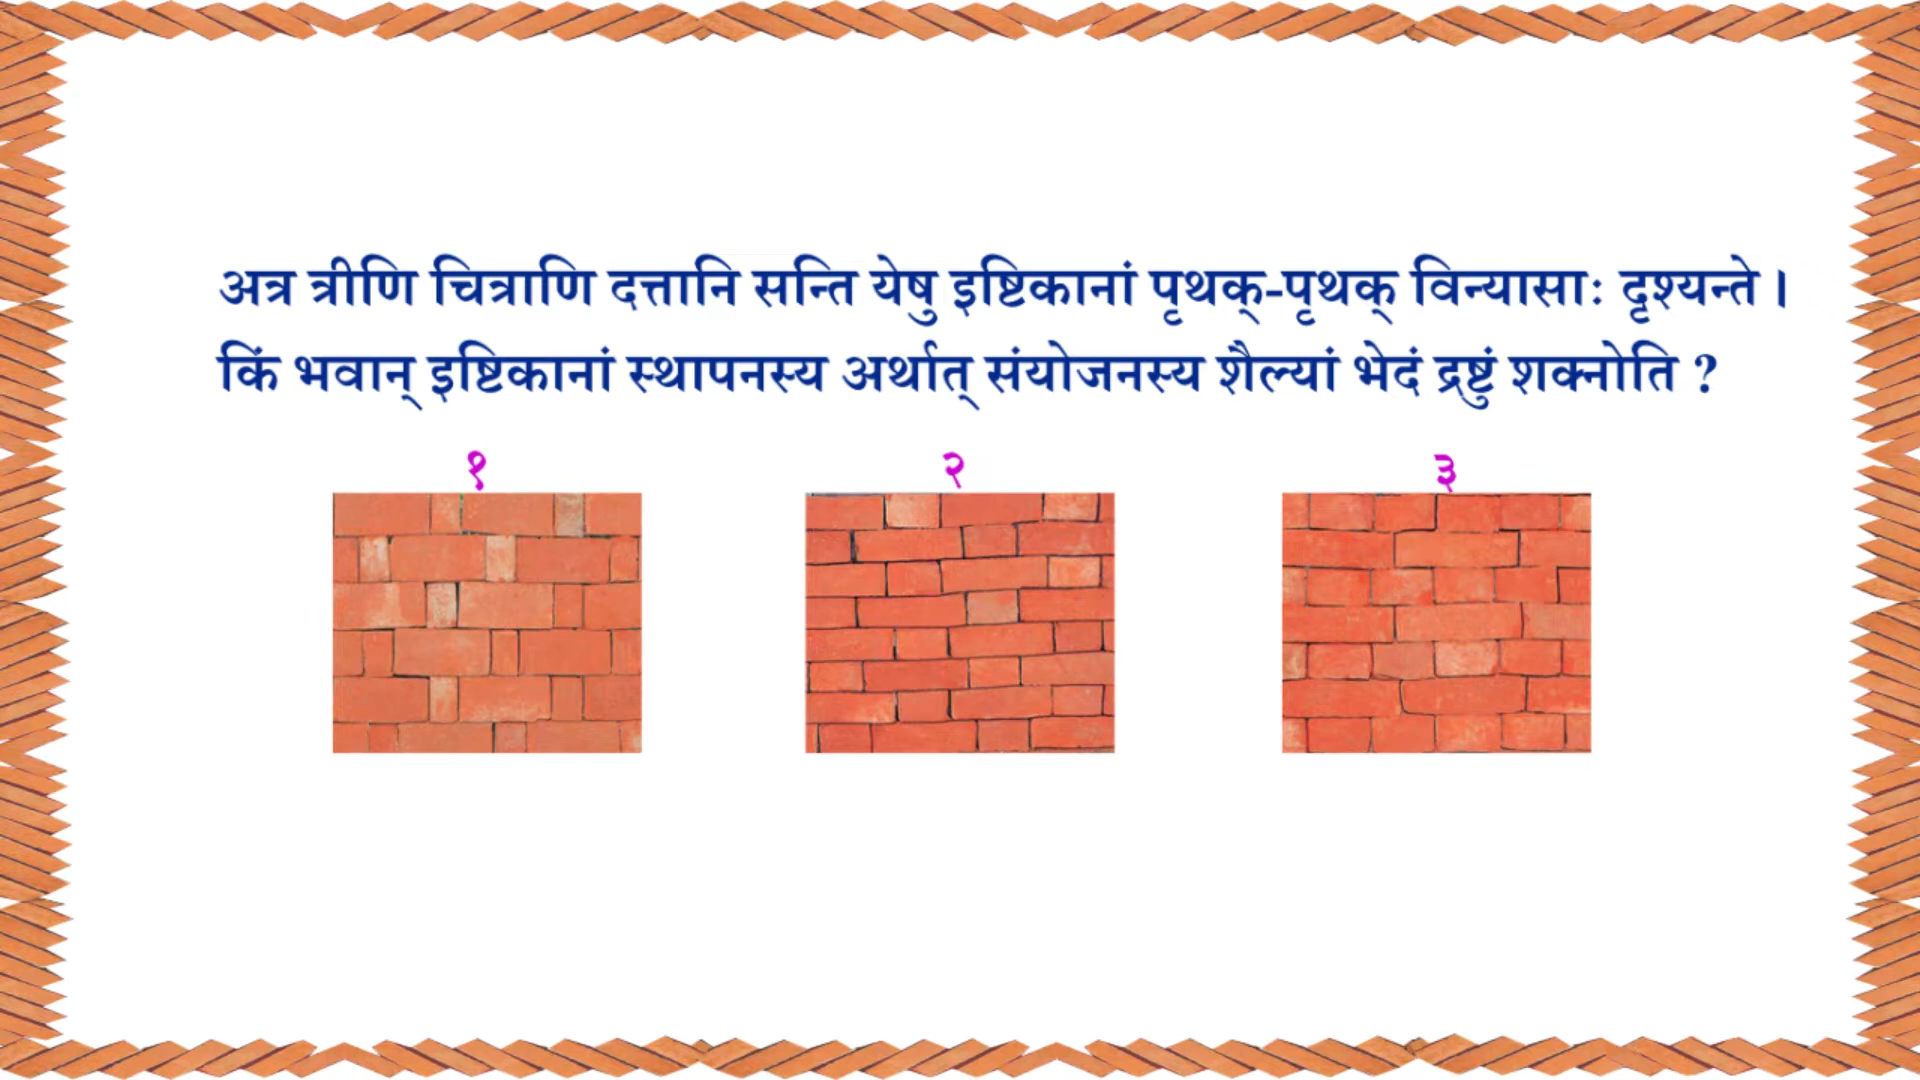 अत्र त्रीणि चित्राणि दत्तानि सन्ति येषु इष्टिकानां पृथक्-पृथक् विन्यासाः दृश्यन्ते ।
किं भवान् इष्टिकानां स्थापनस्य अर्थात् संयोजनस्य शैल्यां भेदं द्रष्टुं शक्नोति ?
१ २ ३